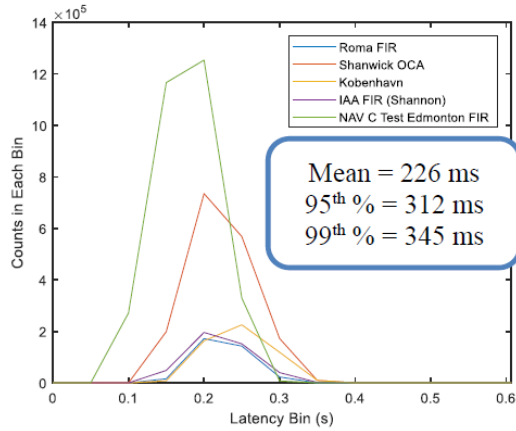 ×10⁵
14
12
10
8
6
4
2
0
Counts in Each Bin
Roma FIR
Shanwick OCA
Kobenhavn
IAA FIR (Shannon)
NAV C Test Edmonton FIR
Mean = 226 ms
95th % = 312 ms
99th % = 345 ms
0 0.1 0.2 0.3 0.4 0.5 0.6
Latency Bin (s)